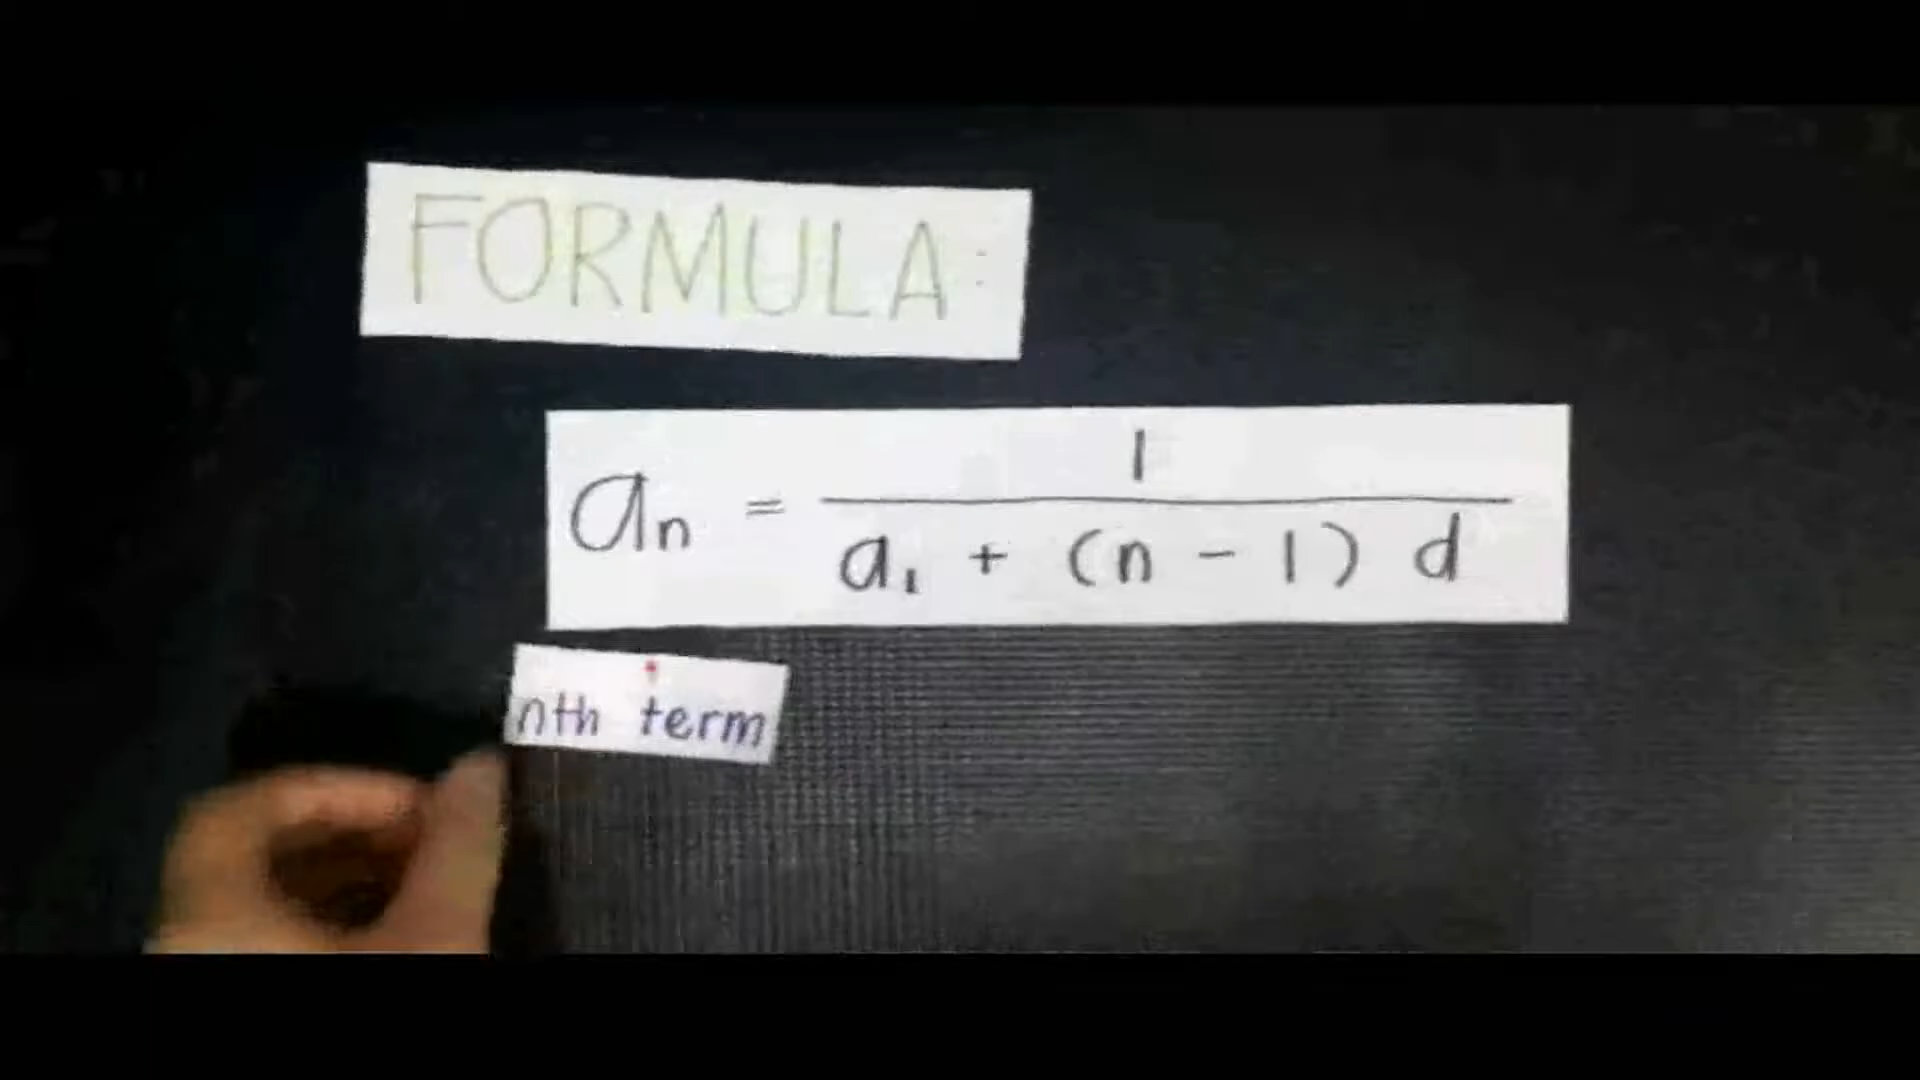 FORMULA:
aₙ = 1 / a₁ + (n - 1) d
nth term